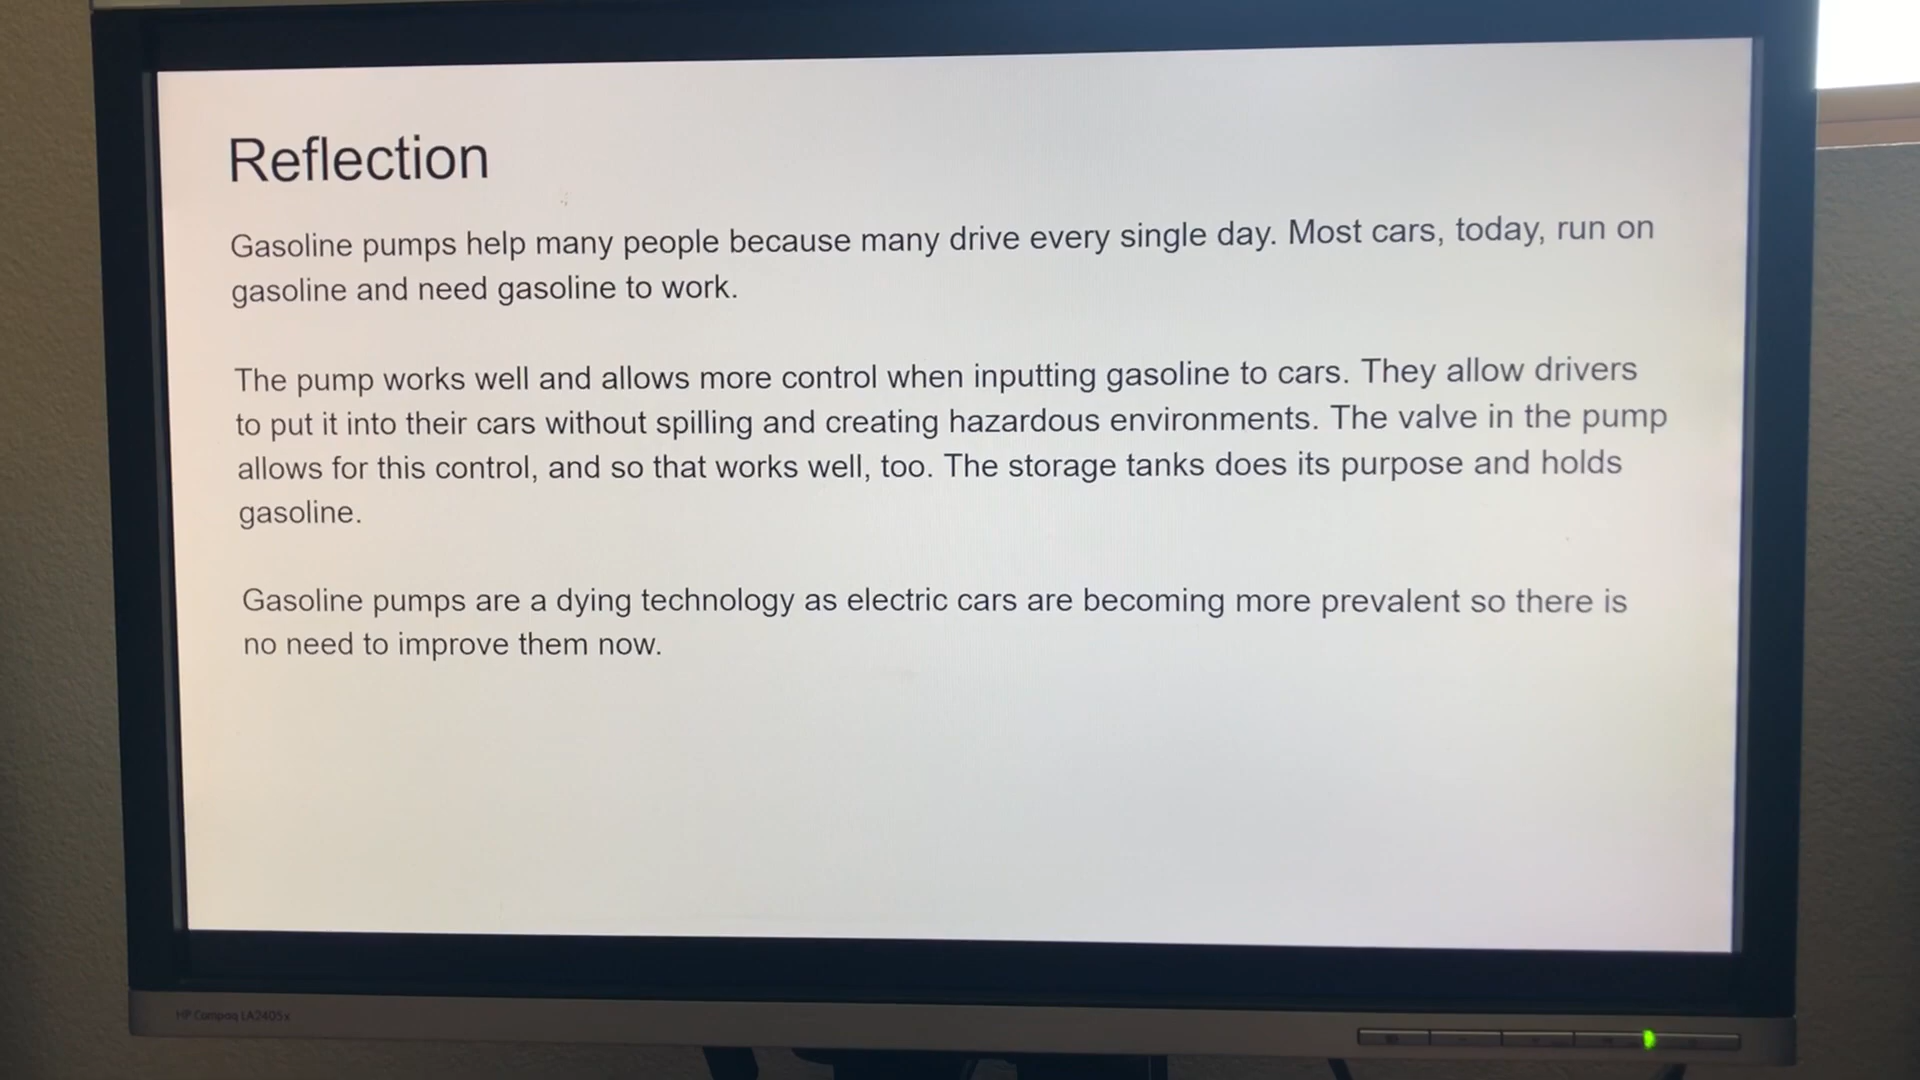 Reflection
Gasoline pumps help many people because many drive every single day. Most cars, today, run on
gasoline and need gasoline to work.
The pump works well and allows more control when inputting gasoline to cars. They allow drivers
to put it into their cars without spilling and creating hazardous environments. The valve in the pump
allows for this control, and so that works well, too. The storage tanks does its purpose and holds
gasoline.
Gasoline pumps are a dying technology as electric cars are becoming more prevalent so there is
no need to improve them now.
HP Compaq LA2405x